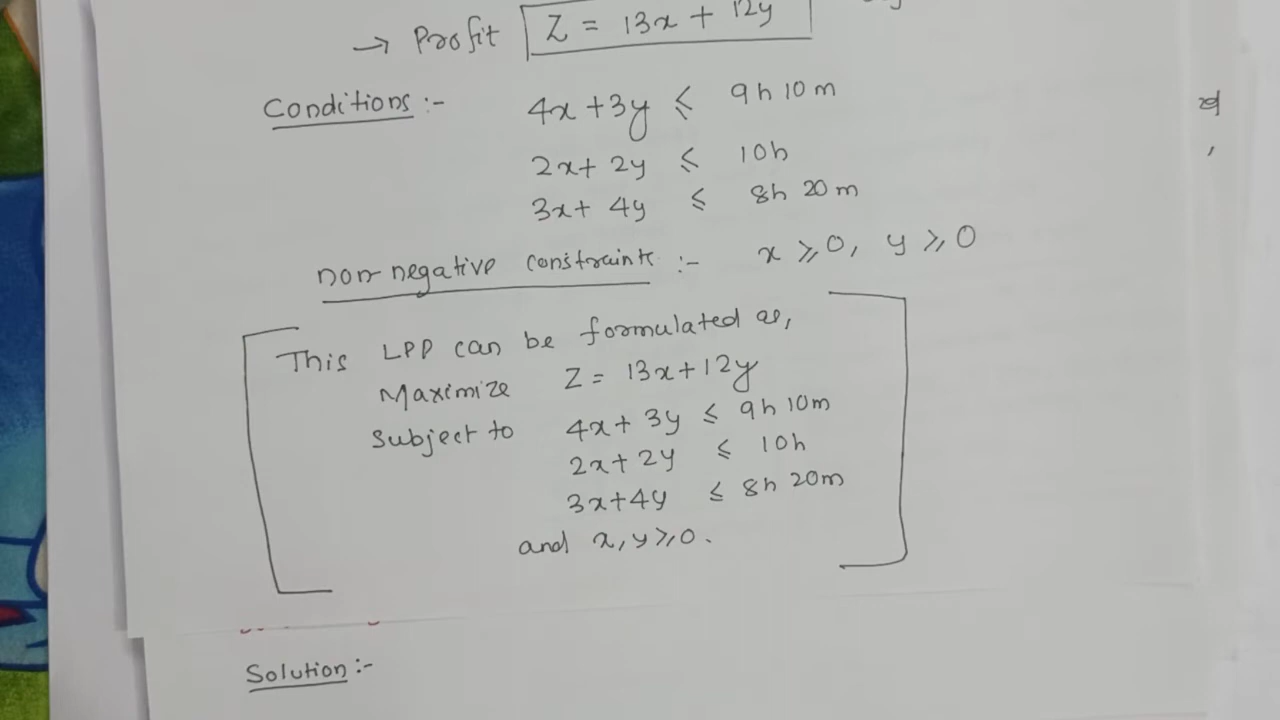 → Profit Z = 13x + 12y
Conditions :- 4x + 3y ≤ 9h 10m
2x + 2y ≤ 10h
3x + 4y ≤ 8h 20m
non-negative constraints :- x ≥ 0, y ≥ 0
This LPP can be formulated as,
Maximize Z = 13x + 12y
Subject to 4x + 3y ≤ 9h 10m
2x + 2y ≤ 10h
3x + 4y ≤ 8h 20m
and x, y ≥ 0.
Solution :-